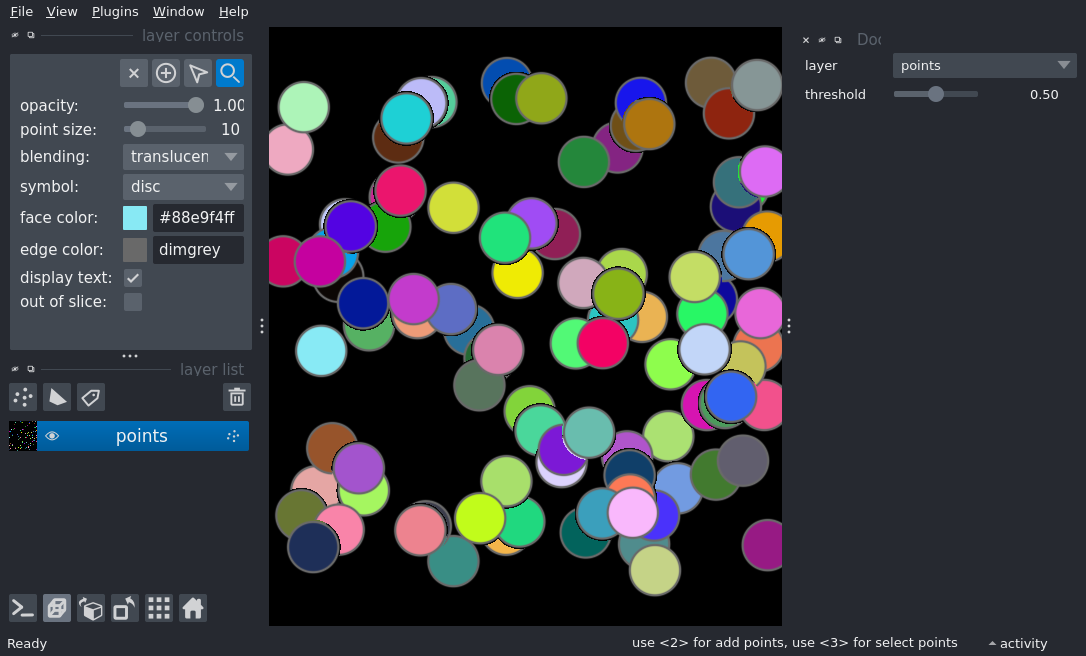 File View Plugins Window Help
layer controls
opacity: 1.00
point size: 10
blending: translucen
symbol: disc
face color: #88e9f4ff
edge color: dimgrey
display text:
out of slice:
layer list
points
Doc
layer points
threshold 0.50
Ready
use <2> for add points, use <3> for select points
activity